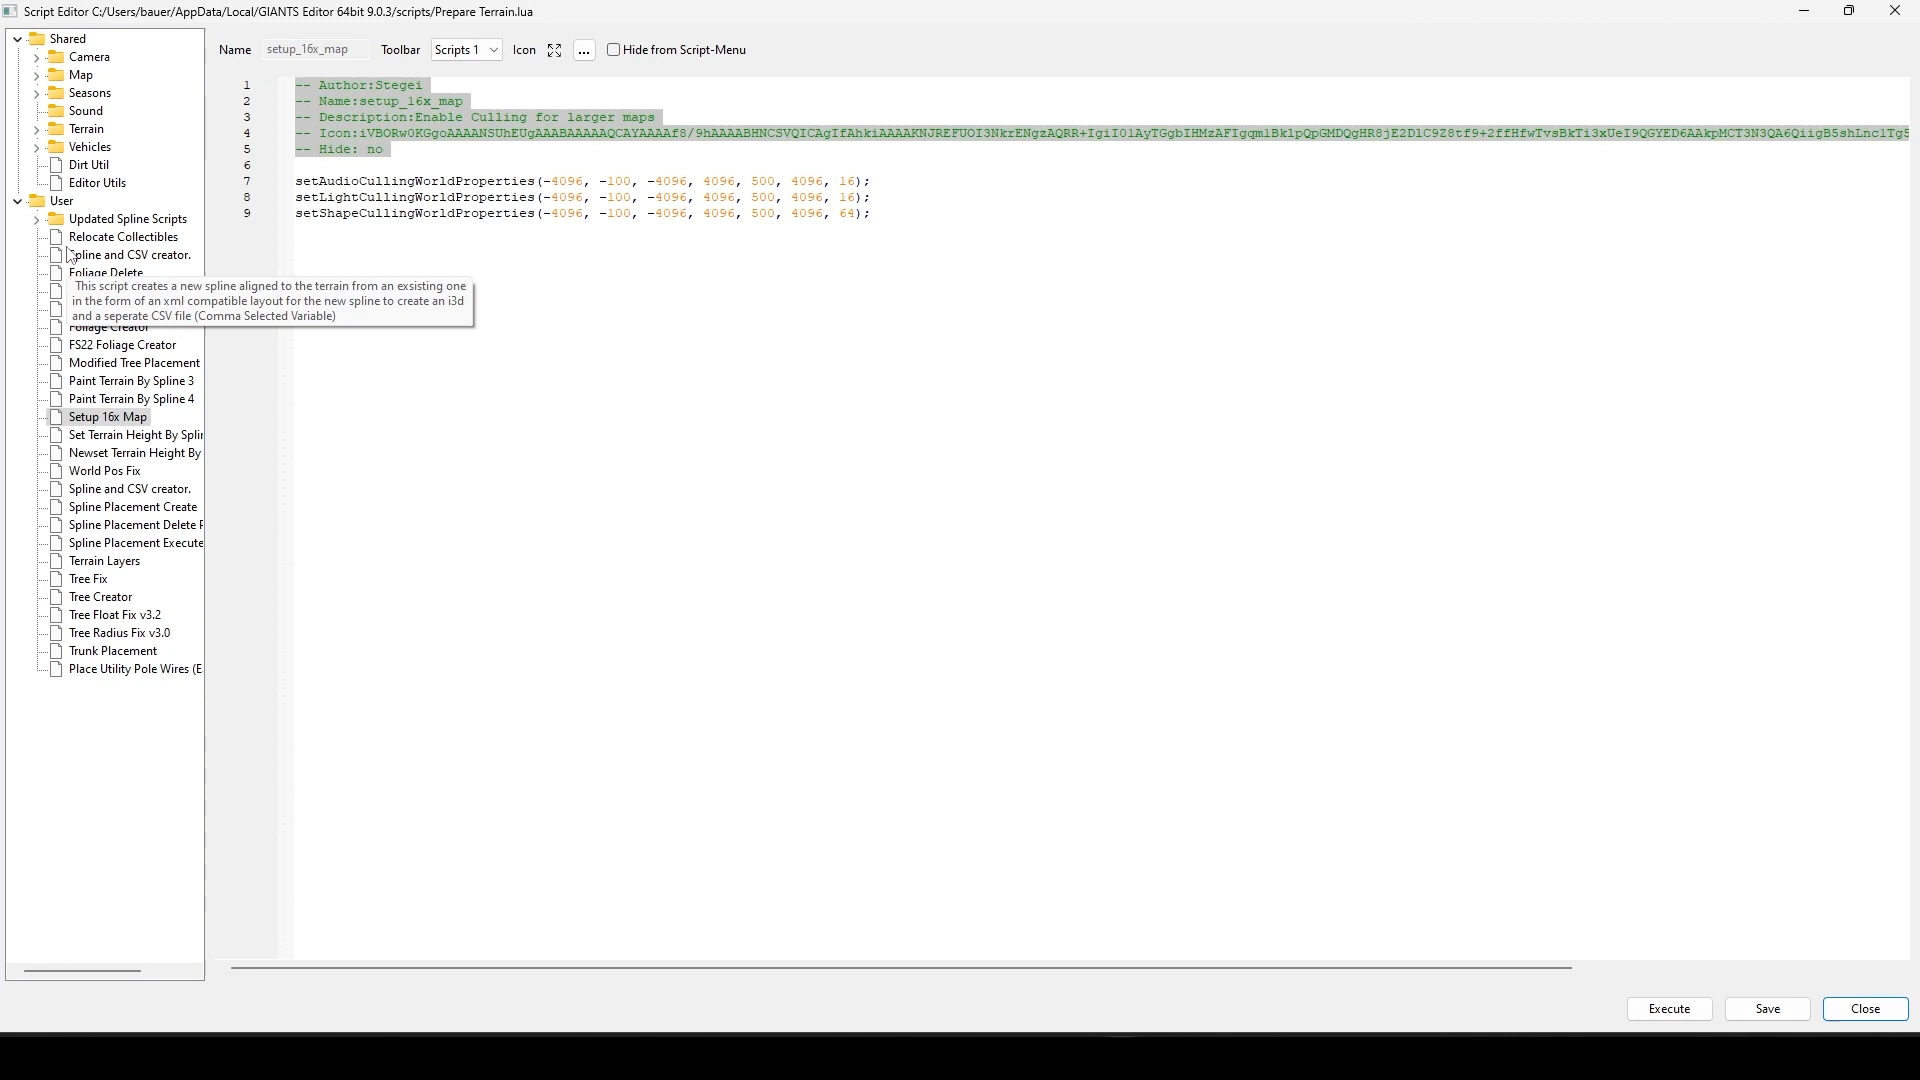 Script Editor C:/Users/bauer/AppData/Local/GIANTS Editor 64bit 9.0.3/scripts/Prepare Terrain.lua
Shared
Camera
Map
Seasons
Sound
Terrain
Vehicles
Dirt Util
Editor Utils
User
Updated Spline Scripts
Relocate Collectibles
Spline and CSV creator.
Foliage Delete
This script creates a new spline aligned to the terrain from an exsisting one
in the form of an xml compatible layout for the new spline to create an i3d
and a seperate CSV file (Comma Selected Variable)
Foliage Creator
FS22 Foliage Creator
Modified Tree Placement
Paint Terrain By Spline 3
Paint Terrain By Spline 4
Setup 16x Map
Set Terrain Height By Splin
Newset Terrain Height By
World Pos Fix
Spline and CSV creator.
Spline Placement Create
Spline Placement Delete F
Spline Placement Execute
Terrain Layers
Tree Fix
Tree Creator
Tree Float Fix v3.2
Tree Radius Fix v3.0
Trunk Placement
Place Utility Pole Wires (E
Name setup_16x_map Toolbar Scripts 1 Icon ... Hide from Script-Menu
1 -- Author:Stegei
2 -- Name:setup_16x_map
3 -- Description:Enable Culling for larger maps
4 -- 
5 -- Hide: no
6
7 setAudioCullingWorldProperties(-4096, -100, -4096, 4096, 500, 4096, 16);
8 setLightCullingWorldProperties(-4096, -100, -4096, 4096, 500, 4096, 16);
9 setShapeCullingWorldProperties(-4096, -100, -4096, 4096, 500, 4096, 64);
Execute Save Close